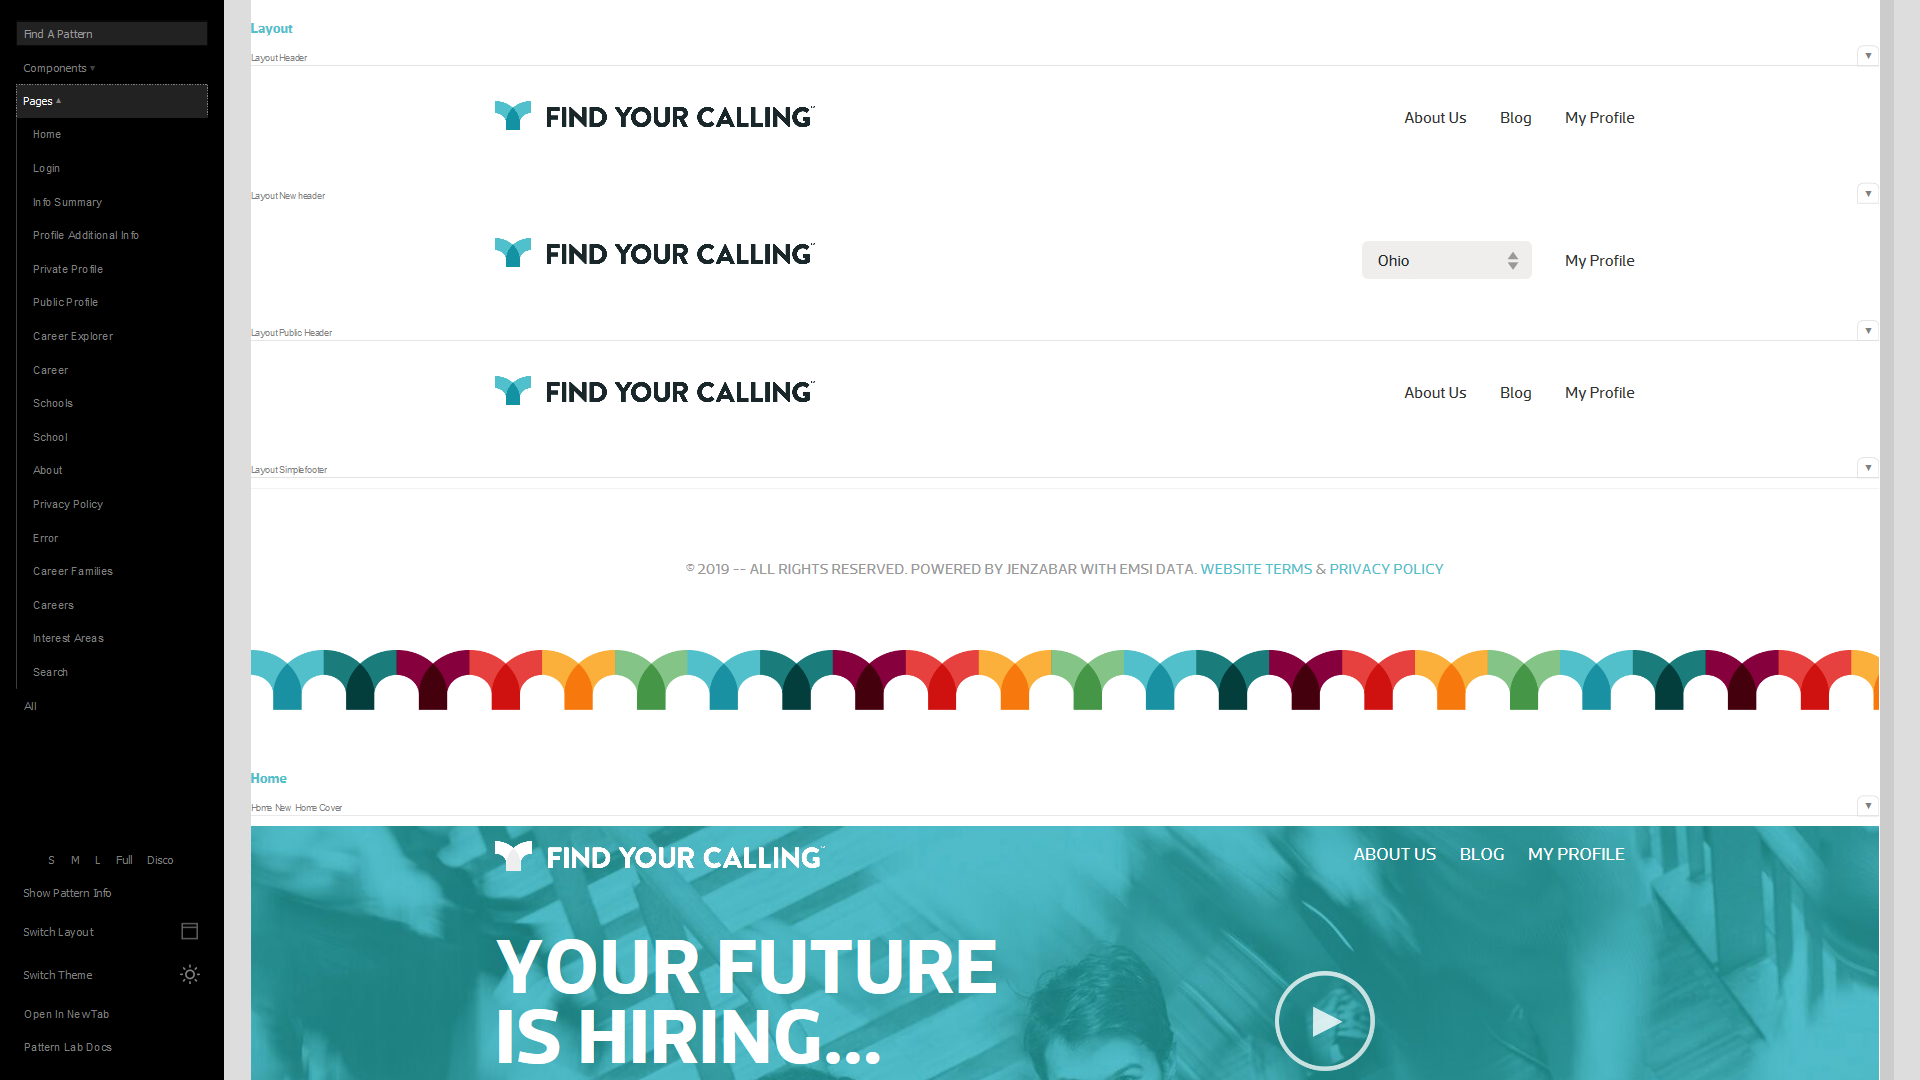 Find A Pattern
Components ▾
Pages ▴
Home
Login
Info Summary
Profile Additional Info
Private Profile
Public Profile
Career Explorer
Career
Schools
School
About
Privacy Policy
Error
Career Families
Careers
Interest Areas
Search
All
S M L Full Disco
Show Pattern Info
Switch Layout
Switch Theme
Open In New Tab
Pattern Lab Docs
Layout
Layout Header
FIND YOUR CALLING
About Us Blog My Profile
Layout New header
FIND YOUR CALLING
Ohio My Profile
Layout Public Header
FIND YOUR CALLING
About Us Blog My Profile
Layout Simplefooter
© 2019 -- ALL RIGHTS RESERVED. POWERED BY JENZABAR WITH EMSI DATA. WEBSITE TERMS & PRIVACY POLICY
Home
Home New Home Cover
FIND YOUR CALLING
ABOUT US BLOG MY PROFILE
YOUR FUTURE
IS HIRING...